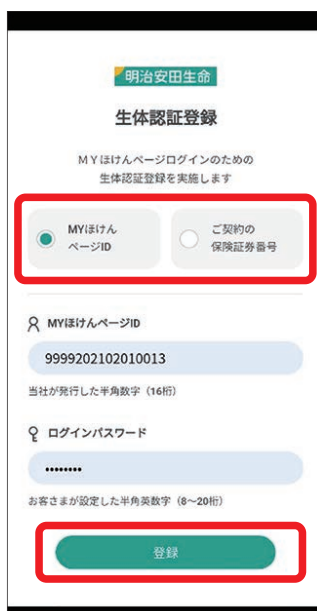 明治安田生命
生体認証登録
MYほけんページログインのための
生体認証登録を実施します
MYほけん
ページID
ご契約の
保険証券番号
MYほけんページID
9999202102010013
当社が発行した半角数字（16桁）
ログインパスワード
••••••••
お客さまが設定した半角英数字（8～20桁）
登録